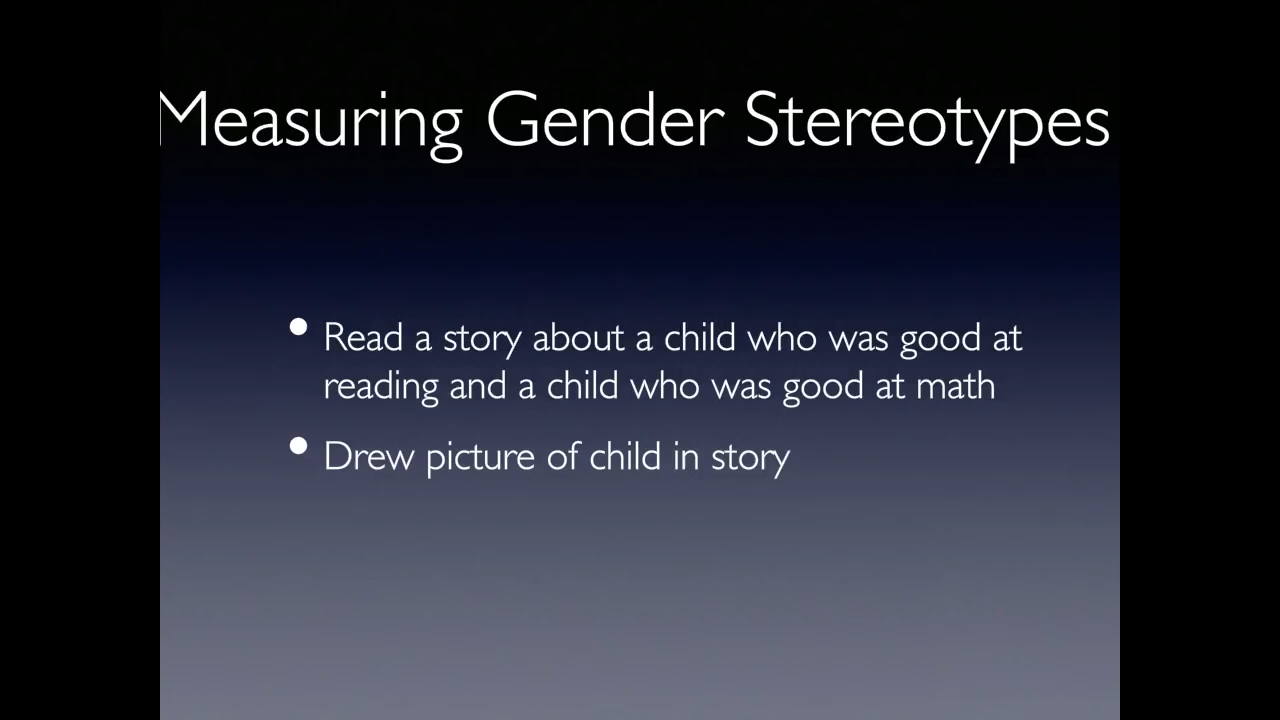 Measuring Gender Stereotypes
• Read a story about a child who was good at
reading and a child who was good at math
• Drew picture of child in story